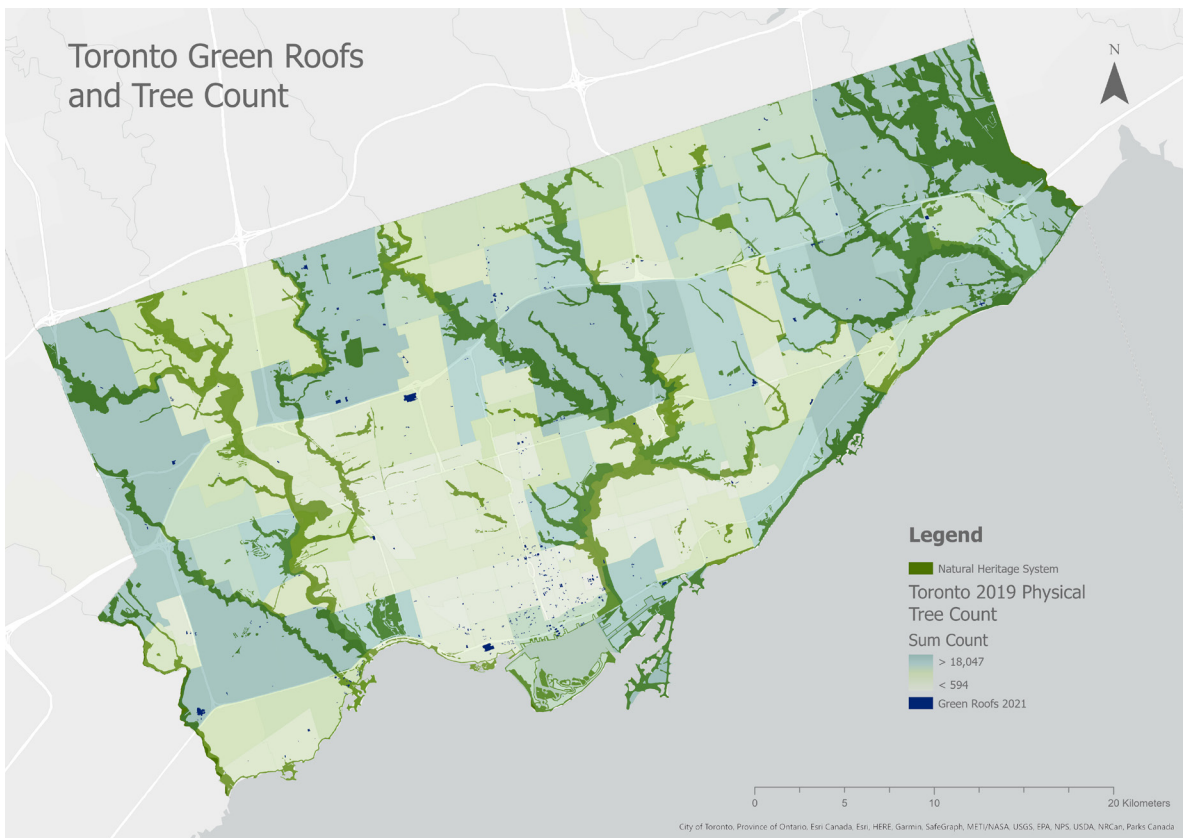 Toronto Green Roofs
and Tree Count
N
Legend
Natural Heritage System
Toronto 2019 Physical
Tree Count
Sum Count
> 18,047
< 594
Green Roofs 2021
0 5 10 20 Kilometers
City of Toronto, Province of Ontario, Esri Canada, Esri, HERE, Garmin, SafeGraph, METI/NASA, USGS, EPA, NPS, USDA, NRCan, Parks Canada